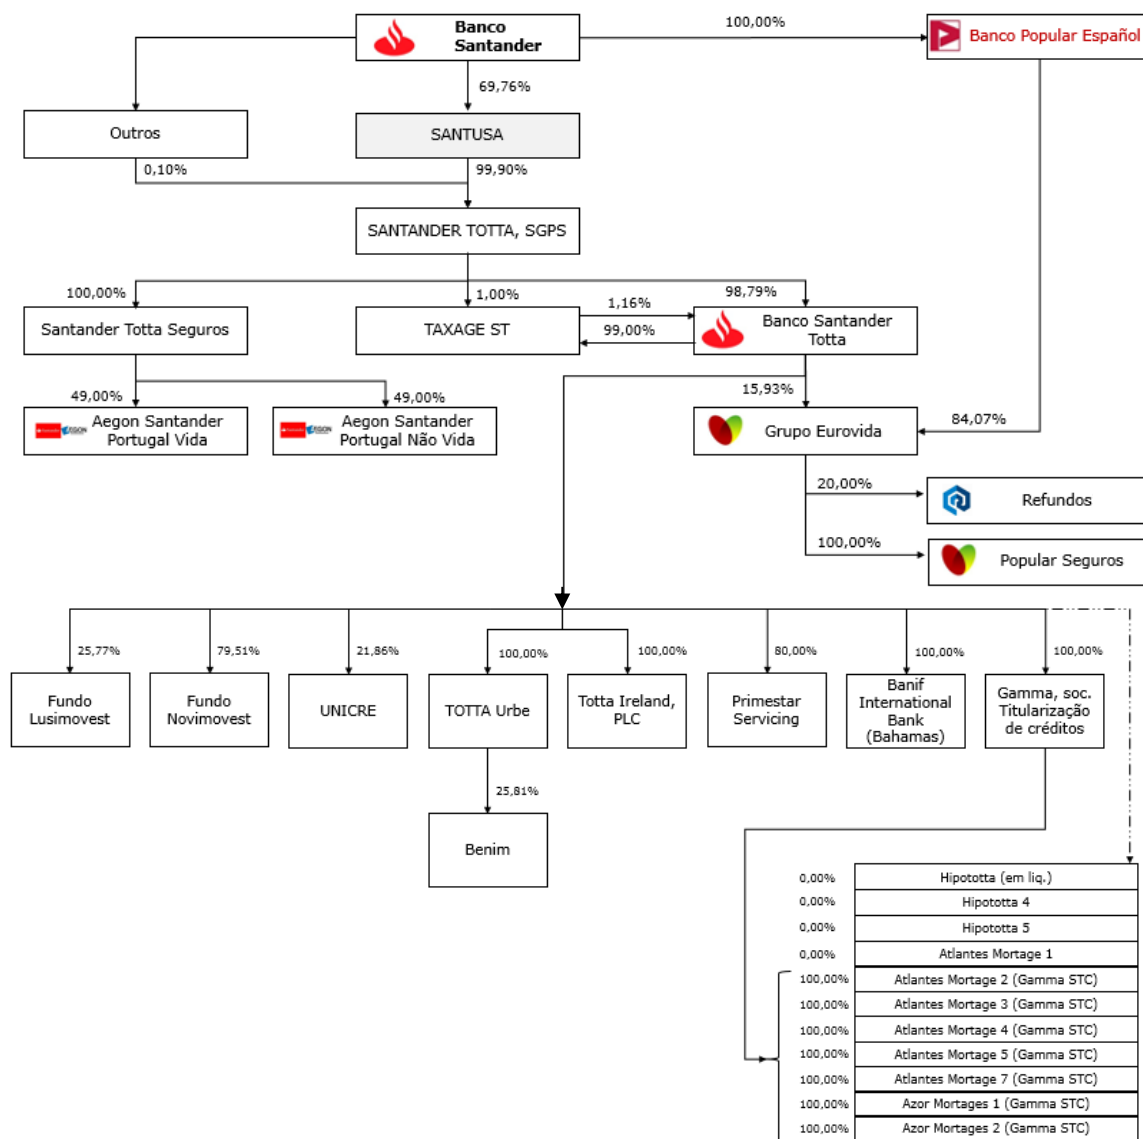 Banco
Santander
100,00%
Banco Popular Español
69,76%
Outros
SANTUSA
0,10%
99,90%
SANTANDER TOTTA, SGPS
100,00%
1,00%
98,79%
1,16%
99,00%
Santander Totta Seguros
TAXAGE ST
Banco Santander
Totta
49,00%
49,00%
15,93%
AEGON
Aegon Santander
Portugal Vida
AEGON
Aegon Santander
Portugal Não Vida
Grupo Eurovida
84,07%
20,00%
Refundos
100,00%
Popular Seguros
25,77%
79,51%
21,86%
100,00%
100,00%
80,00%
100,00%
100,00%
Fundo
Lusimovest
Fundo
Novimovest
UNICRE
TOTTA Urbe
Totta Ireland,
PLC
Primestar
Servicing
Banif
International
Bank
(Bahamas)
Gamma, soc.
Titularização
de créditos
25,81%
Benim
0,00% Hipototta (em liq.)
0,00% Hipototta 4
0,00% Hipototta 5
0,00% Atlantes Mortage 1
100,00% Atlantes Mortage 2 (Gamma STC)
100,00% Atlantes Mortage 3 (Gamma STC)
100,00% Atlantes Mortage 4 (Gamma STC)
100,00% Atlantes Mortage 5 (Gamma STC)
100,00% Atlantes Mortage 7 (Gamma STC)
100,00% Azor Mortages 1 (Gamma STC)
100,00% Azor Mortages 2 (Gamma STC)